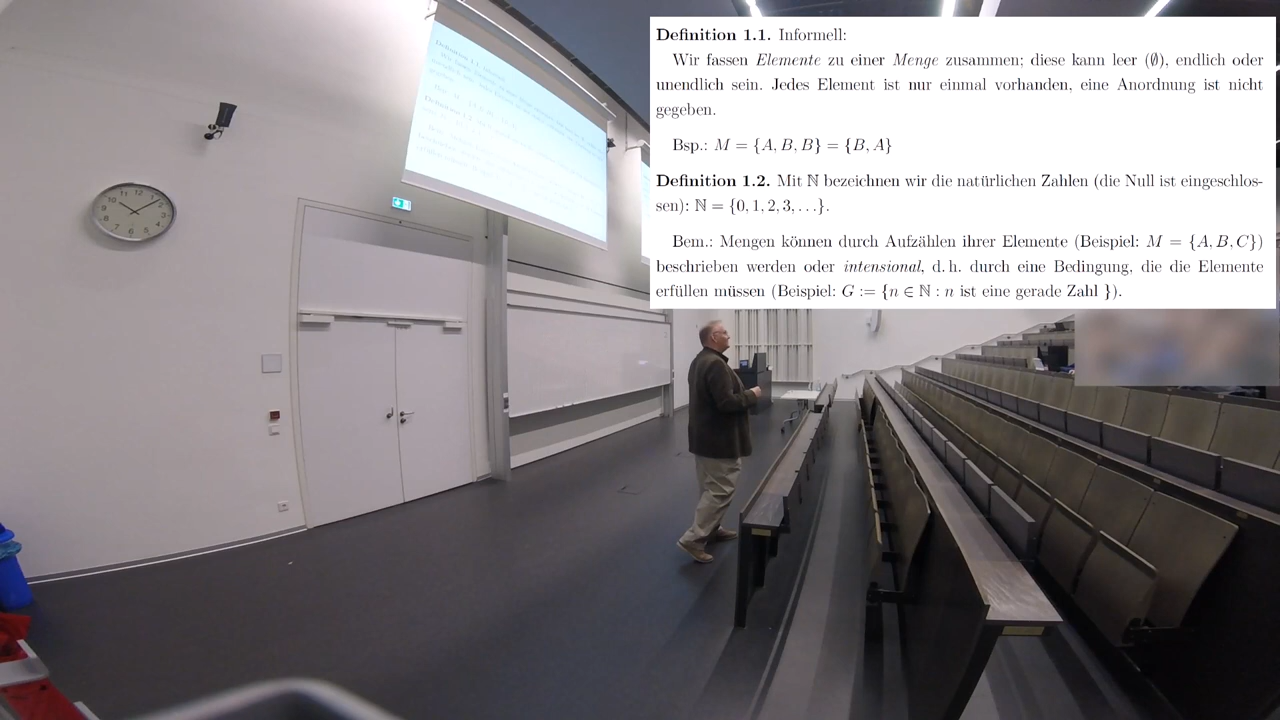 Definition 1.1. Informell:
Wir fassen Elemente zu einer Menge zusammen; diese kann leer (∅), endlich oder
unendlich sein. Jedes Element ist nur einmal vorhanden, eine Anordnung ist nicht
gegeben.
Bsp.: M = {A, B, B} = {B, A}
Definition 1.2. Mit ℕ bezeichnen wir die natürlichen Zahlen (die Null ist eingeschlos-
sen): ℕ = {0, 1, 2, 3, . . .}.
Bem.: Mengen können durch Aufzählen ihrer Elemente (Beispiel: M = {A, B, C})
beschrieben werden oder intensional, d. h. durch eine Bedingung, die die Elemente
erfüllen müssen (Beispiel: G := {n ∈ ℕ : n ist eine gerade Zahl }).